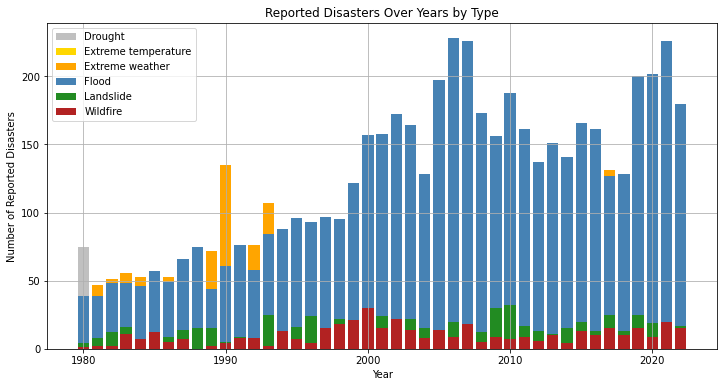 Reported Disasters Over Years by Type
Drought
Extreme temperature
Extreme weather
Flood
Landslide
Wildfire
Number of Reported Disasters
200
150
100
50
0
1980
1990
2000
2010
2020
Year